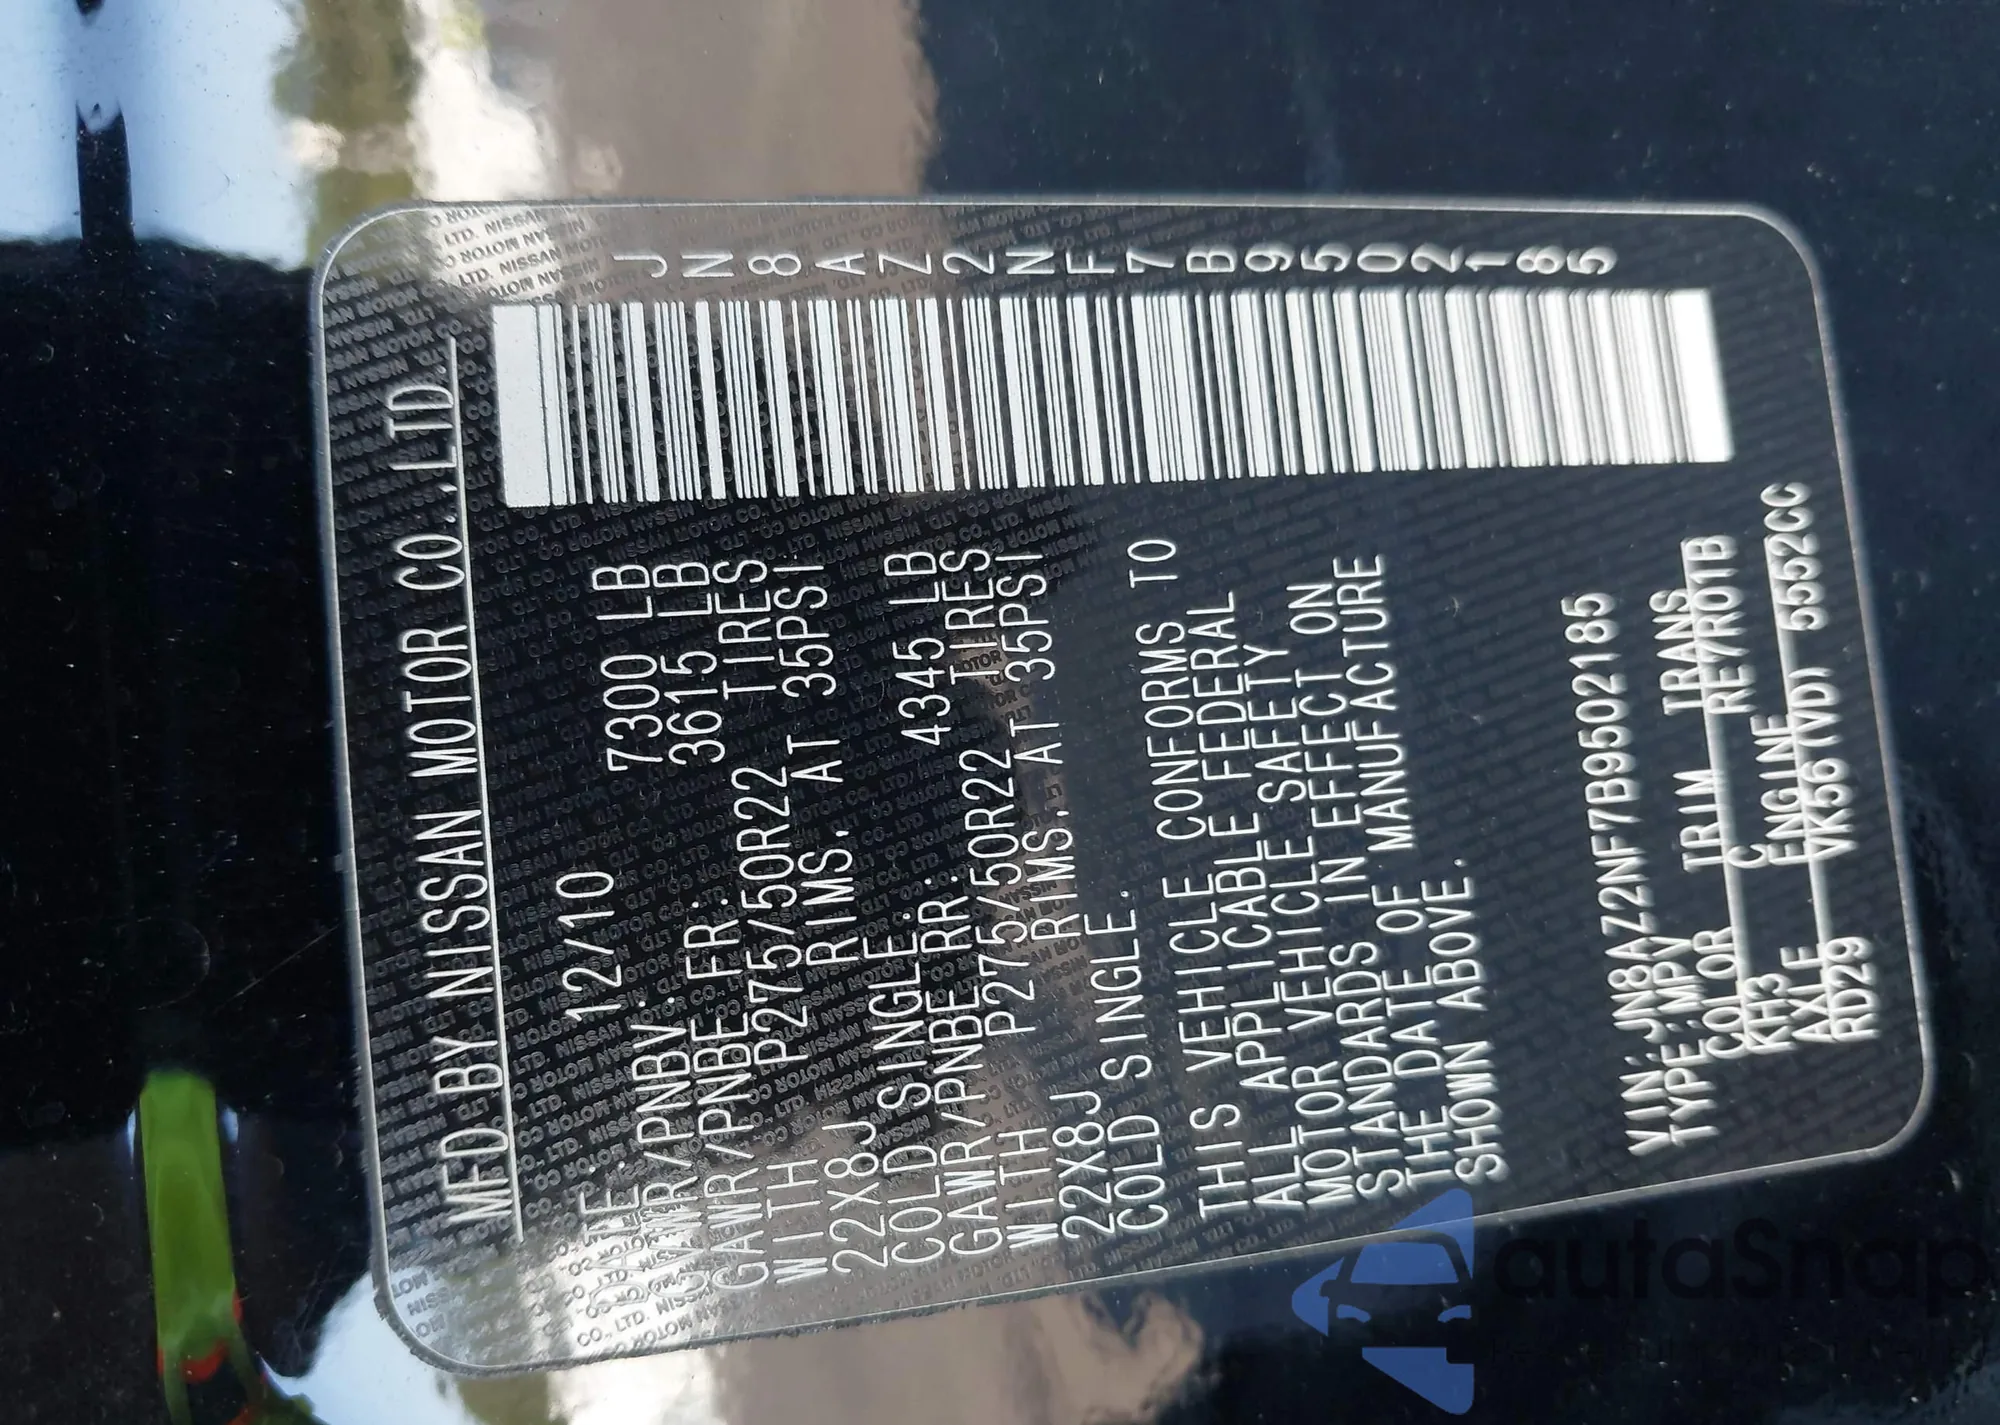 MFD BY NISSAN MOTOR CO.,LTD.
JN8AZ2NF7B9502185
DATE: 12/10
GVWR/PNBV: 7300 LB
GAWR/PNBE FR: 3615 LB
WITH P275/50R22 TIRES
22X8J RIMS, AT 35PSI
COLD SINGLE.
GAWR/PNBE RR: 4345 LB
WITH P275/50R22 TIRES
22X8J RIMS, AT 35PSI
COLD SINGLE.
THIS VEHICLE CONFORMS TO
ALL APPLICABLE FEDERAL
MOTOR VEHICLE SAFETY
STANDARDS IN EFFECT ON
THE DATE OF MANUFACTURE
SHOWN ABOVE.
VIN: JN8AZ2NF7B9502185
TYPE: MPV
COLOR TRIM TRANS
KH3 C RE7R01B
AXLE ENGINE
RD29 VK56(VD) 5552CC
autaSnap